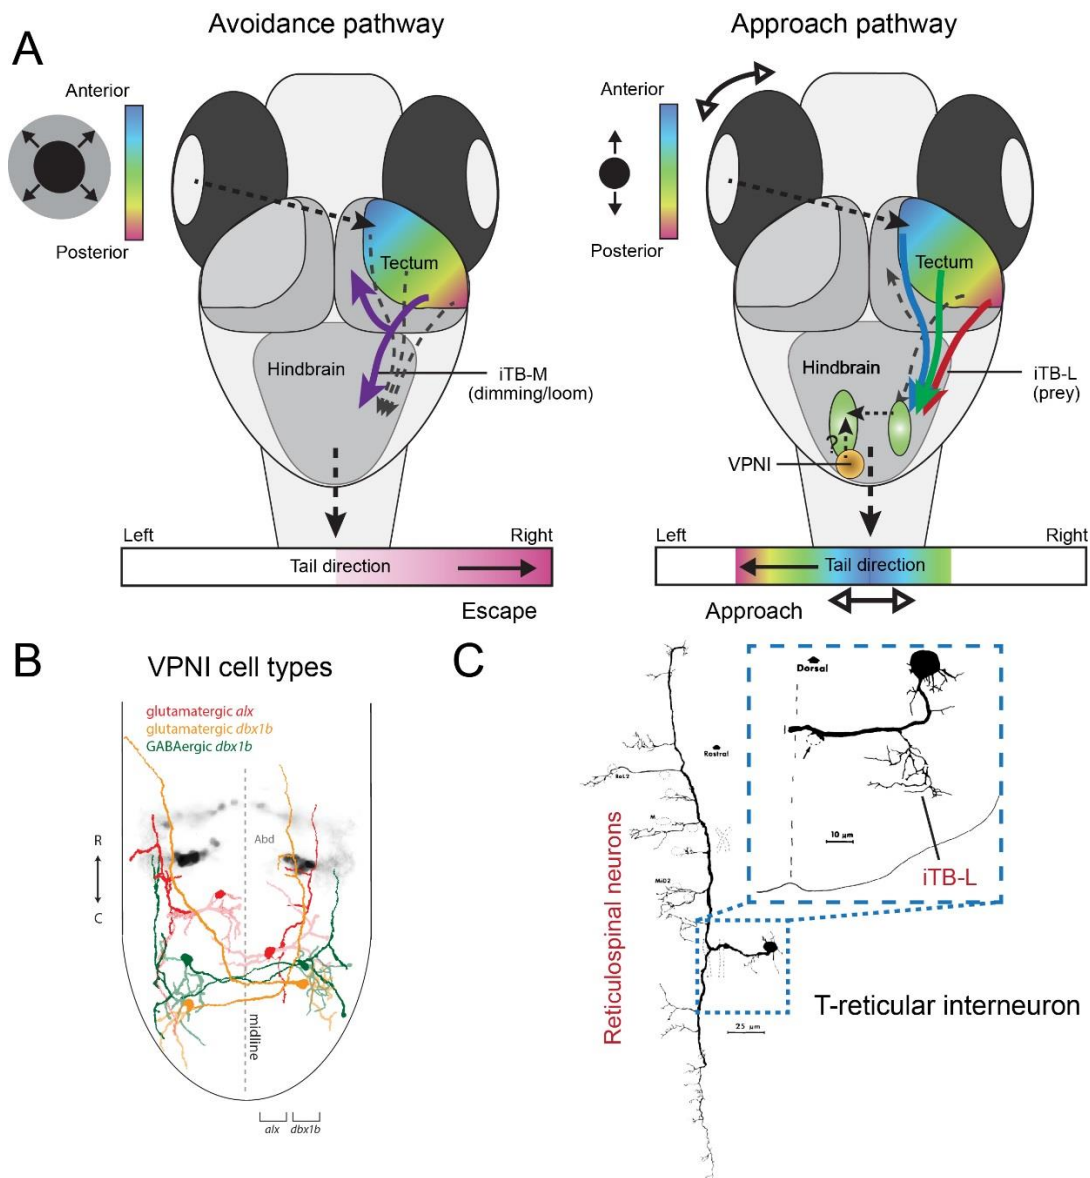 A
Avoidance pathway
Anterior
Posterior
Tectum
Hindbrain
iTB-M
(dimming/loom)
Left
Right
Tail direction
Escape
Approach pathway
Anterior
Posterior
Tectum
Hindbrain
iTB-L
(prey)
?
VPNI
Left
Right
Tail direction
Approach
B
VPNI cell types
glutamatergic alx
glutamatergic dbx1b
GABAergic dbx1b
R
C
Abd
midline
alx
dbx1b
C
Reticulospinal neurons
Rostral
RoL2
M
MiD2
25 µm
Dorsal
10 µm
iTB-L
T-reticular interneuron